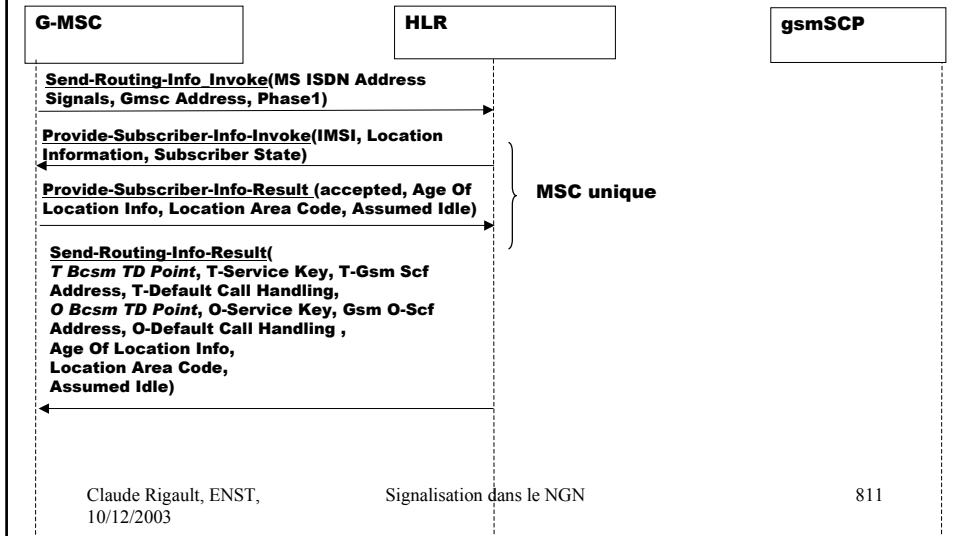 G-MSC
HLR
gsmSCP
Send-Routing-Info_Invoke(MS ISDN Address
Signals, Gmsc Address, Phase1)
Provide-Subscriber-Info-Invoke(IMSI, Location
Information, Subscriber State)
Provide-Subscriber-Info-Result (accepted, Age Of
Location Info, Location Area Code, Assumed Idle)
MSC unique
Send-Routing-Info-Result(
T Bcsm TD Point, T-Service Key, T-Gsm Scf
Address, T-Default Call Handling,
O Bcsm TD Point, O-Service Key, Gsm O-Scf
Address, O-Default Call Handling ,
Age Of Location Info,
Location Area Code,
Assumed Idle)
Claude Rigault, ENST,
10/12/2003
Signalisation dans le NGN
811